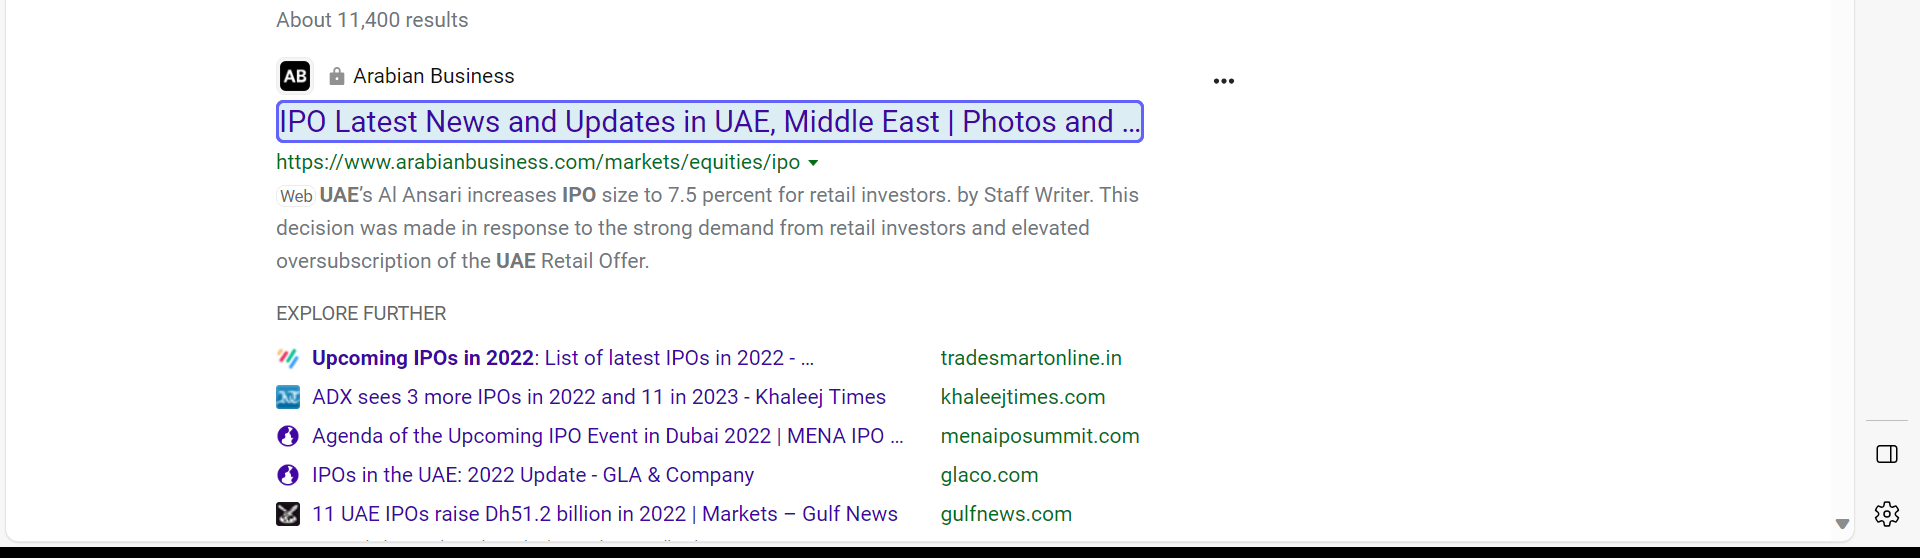 About 11,400 results
AB Arabian Business
IPO Latest News and Updates in UAE, Middle East | Photos and ...
https://www.arabianbusiness.com/markets/equities/ipo
Web UAE's Al Ansari increases IPO size to 7.5 percent for retail investors. by Staff Writer. This
decision was made in response to the strong demand from retail investors and elevated
oversubscription of the UAE Retail Offer.
EXPLORE FURTHER
Upcoming IPOs in 2022: List of latest IPOs in 2022 - ... tradesmartonline.in
ADX sees 3 more IPOs in 2022 and 11 in 2023 - Khaleej Times khaleejtimes.com
Agenda of the Upcoming IPO Event in Dubai 2022 | MENA IPO ... menaiposummit.com
IPOs in the UAE: 2022 Update - GLA & Company glaco.com
11 UAE IPOs raise Dh51.2 billion in 2022 | Markets – Gulf News gulfnews.com